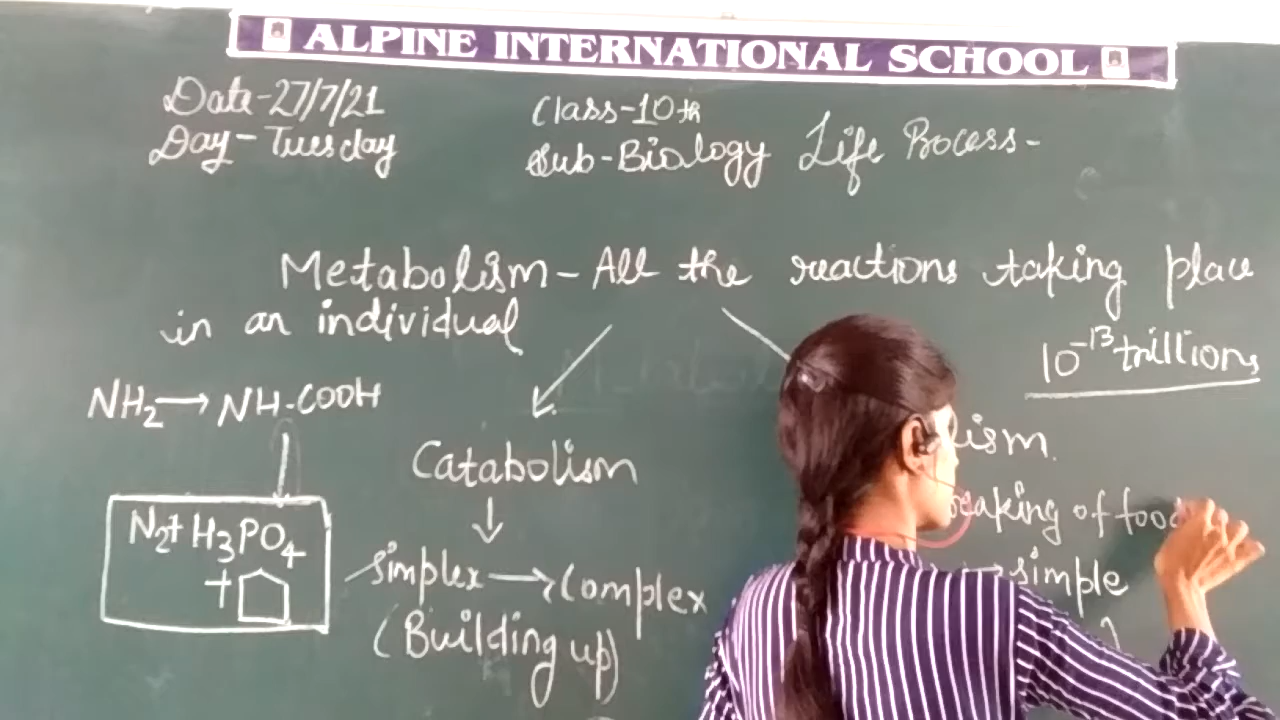 ALPINE INTERNATIONAL SCHOOL
Date-27/7/21
Day-Tuesday
Class-10th
Sub-Biology Life Process-
Metabolism-All the reactions taking place
in an individual
10⁻¹³ trillions
NH₂→NH-COOH
N₂+H₃PO₄
+
Catabolism
↓
simplex→Complex
(Building up)
ism.
eaking of food
→simple